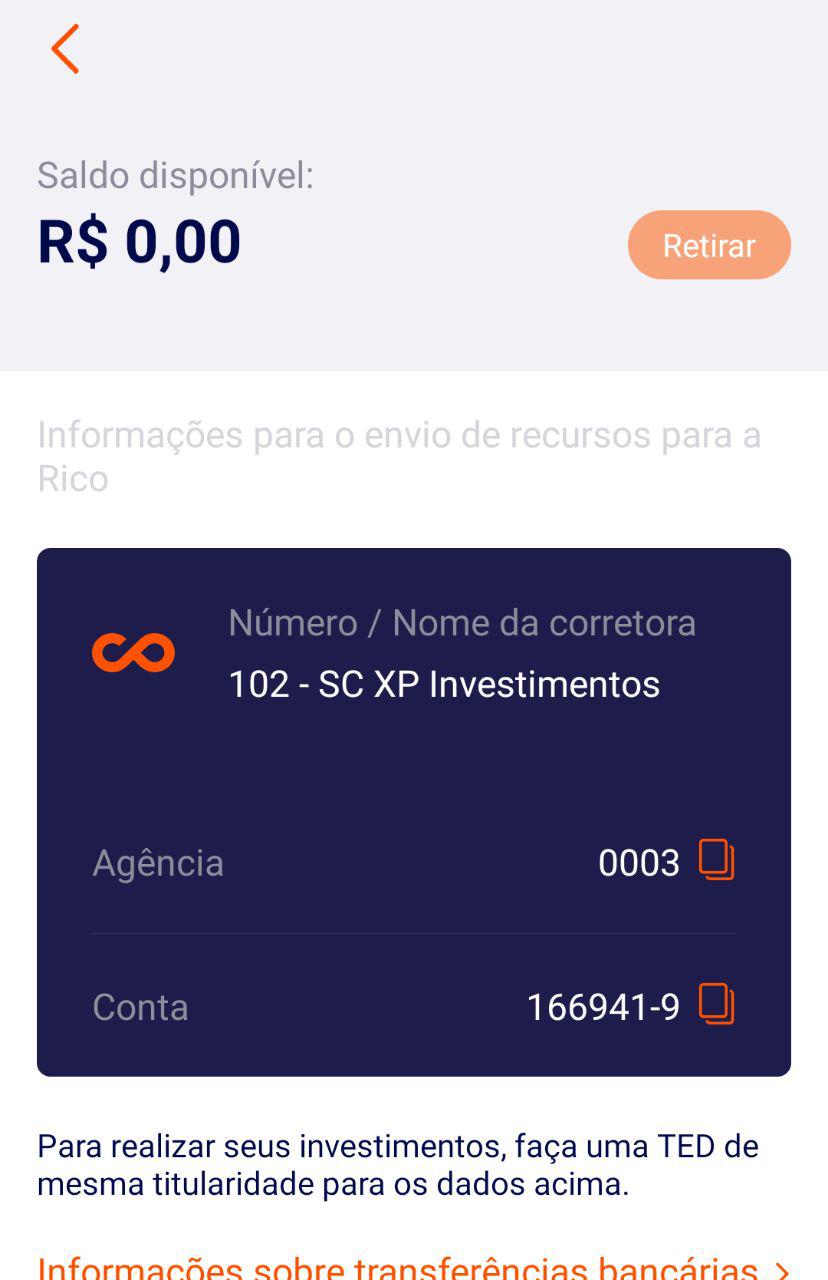 Saldo disponível:
R$ 0,00
Retirar
Informações para o envio de recursos para a
Rico
Número / Nome da corretora
102 - SC XP Investimentos
Agência 0003
Conta 166941-9
Para realizar seus investimentos, faça uma TED de
mesma titularidade para os dados acima.
Informações sobre transferências bancárias >